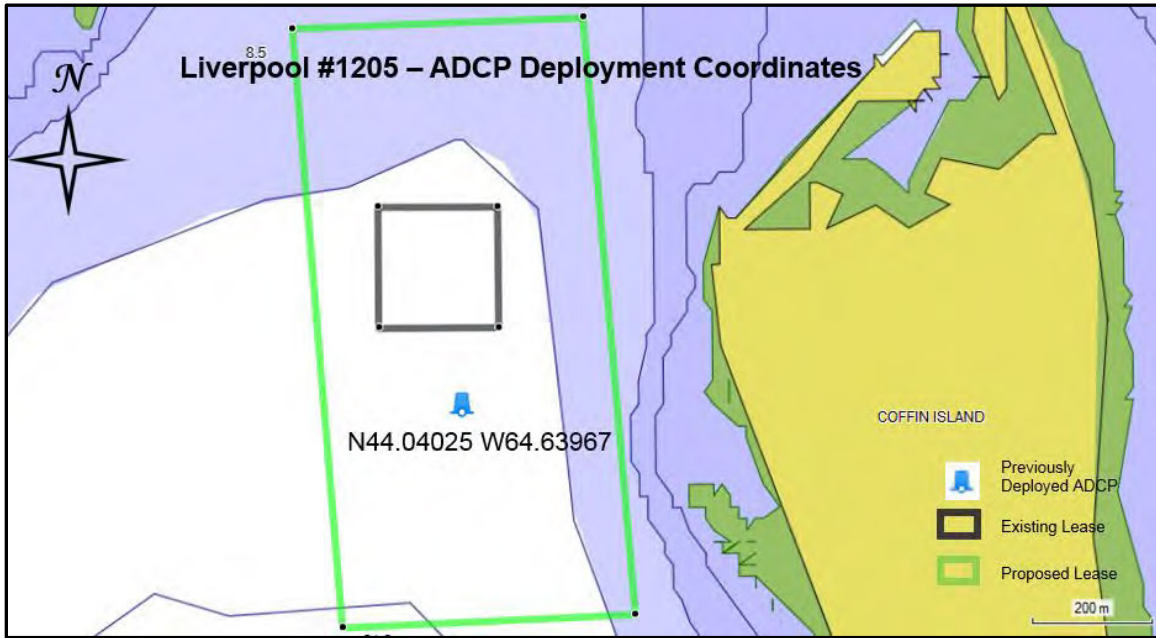 8.5
Liverpool #1205 – ADCP Deployment Coordinates
N
N44.04025 W64.63967
COFFIN ISLAND
Previously
Deployed ADCP
Existing Lease
Proposed Lease
200 m